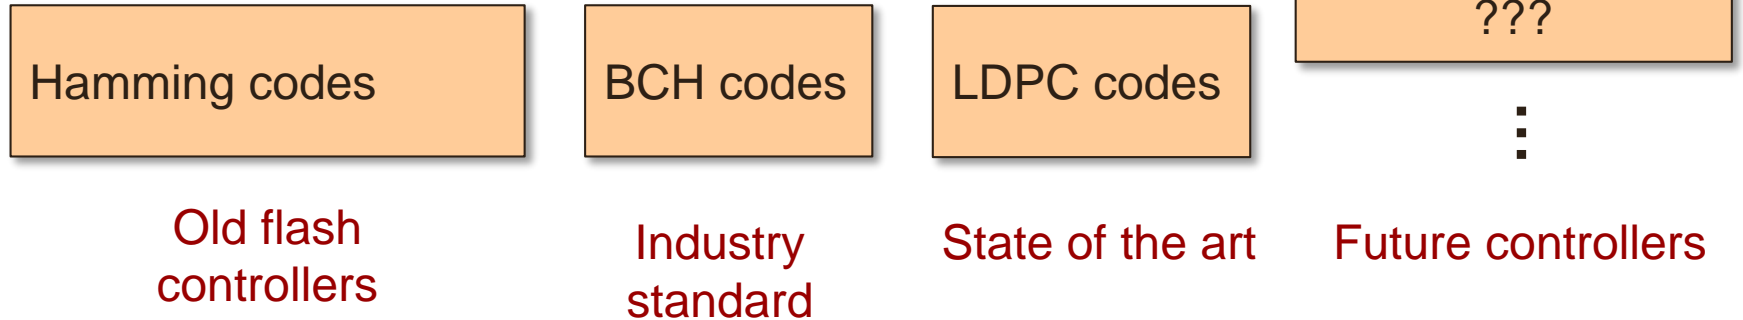 Hamming codes
Old flash
controllers
BCH codes
Industry
standard
LDPC codes
State of the art
???
Future controllers